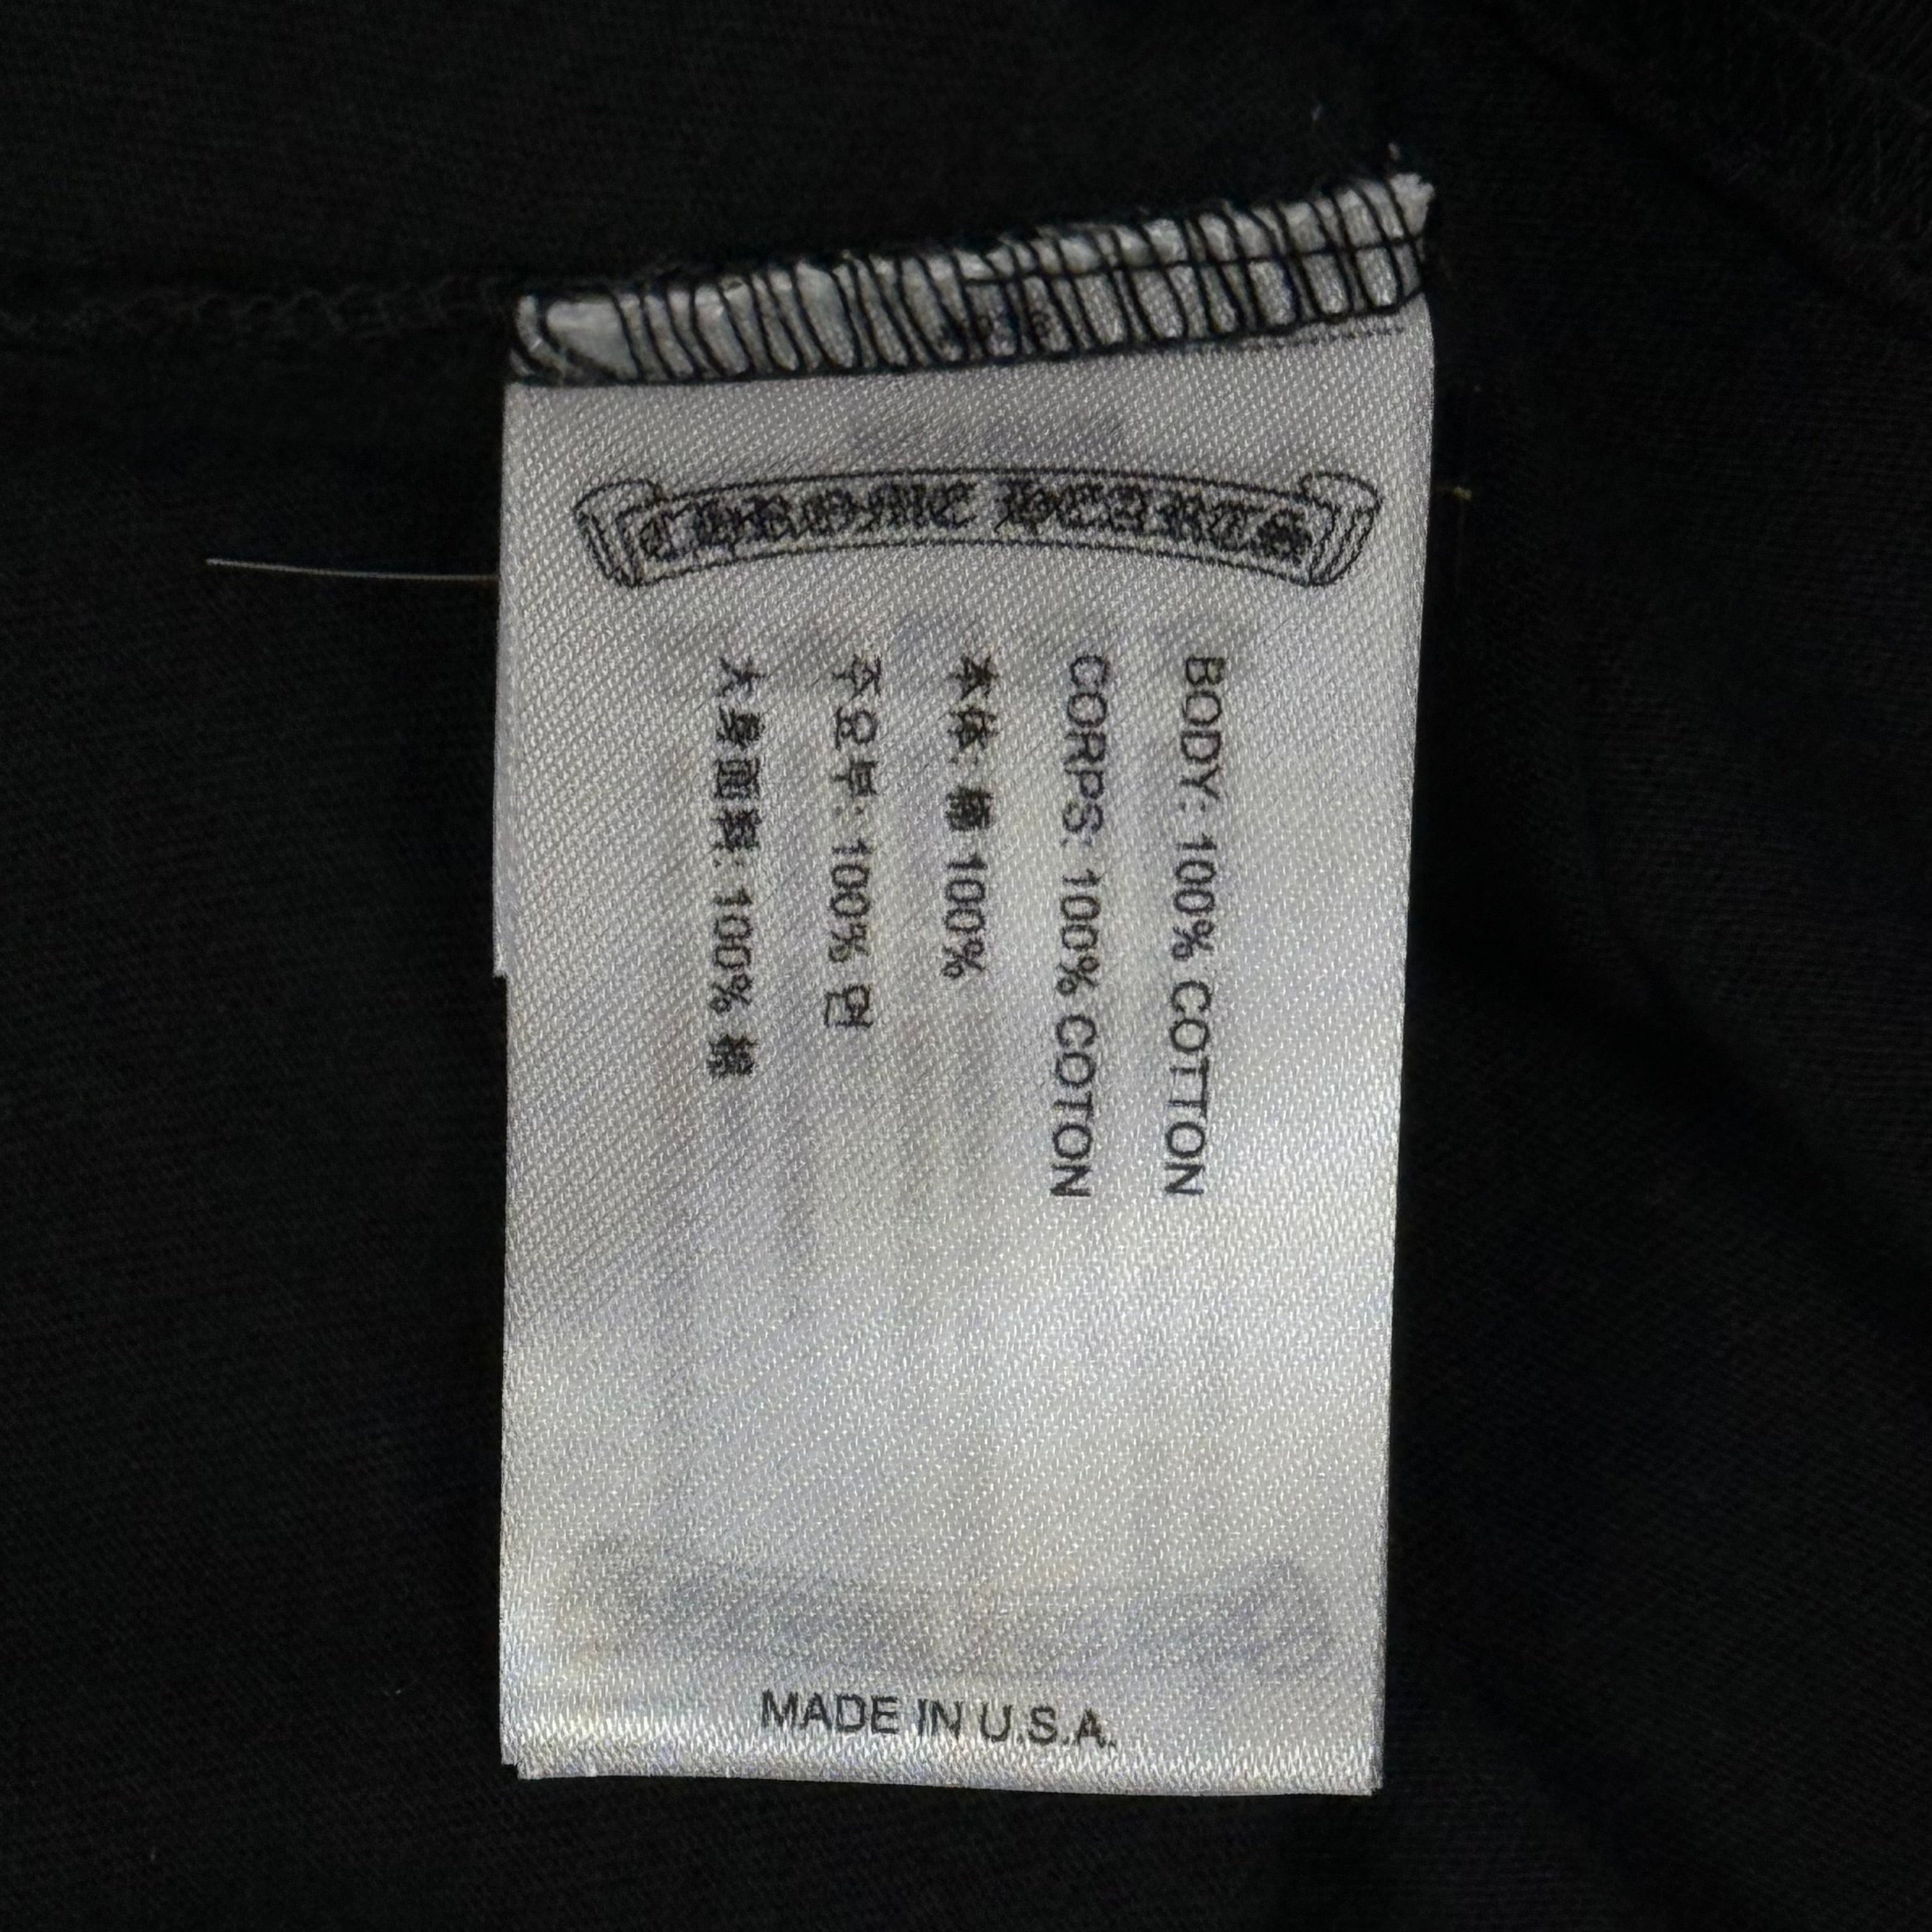 CHROME HEARTS
BODY: 100% COTTON
CORPS: 100% COTON
本体: 綿 100%
주요부: 100% 면
大身面料: 100% 棉
MADE IN U.S.A.